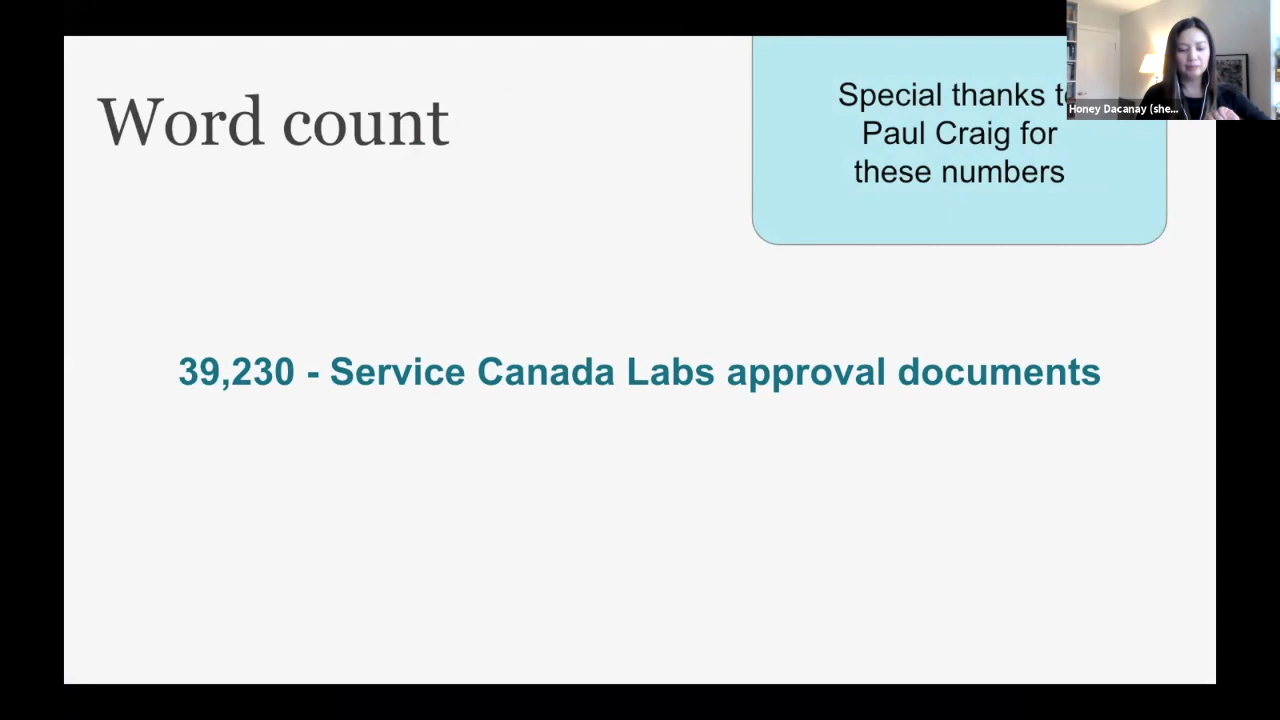 Word count
Special thanks
Paul Craig for
these numbers
Honey Dacanay (she...
39,230 - Service Canada Labs approval documents